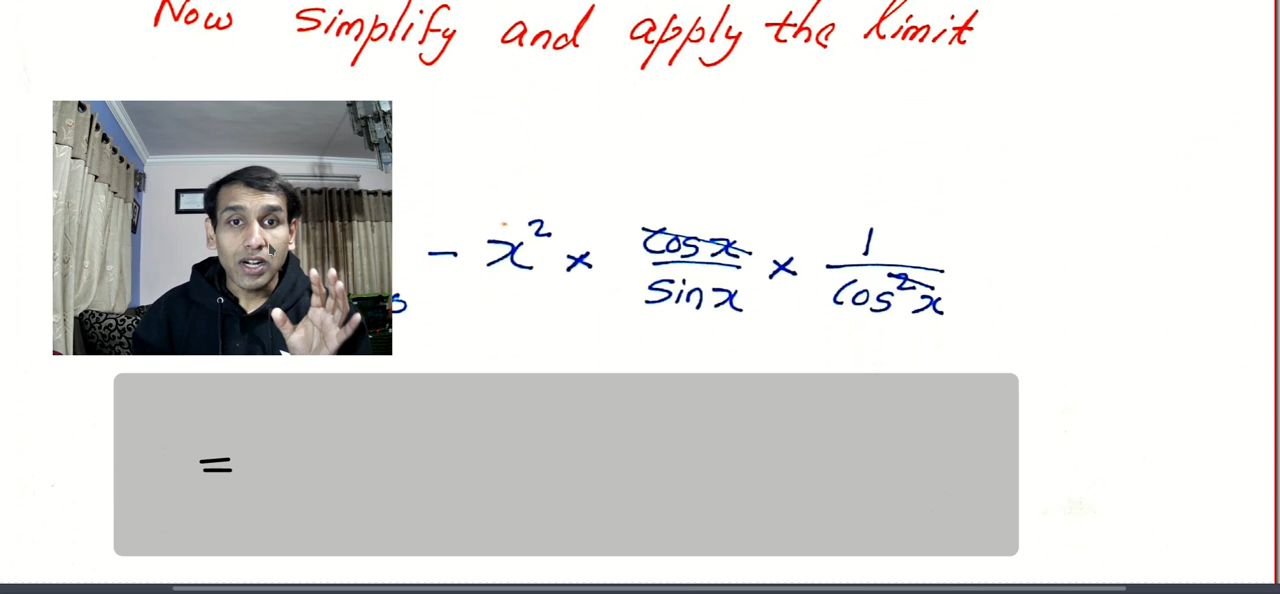 Now simplify and apply the limit
- x² × cos x / sin x × 1 / cos² x
=